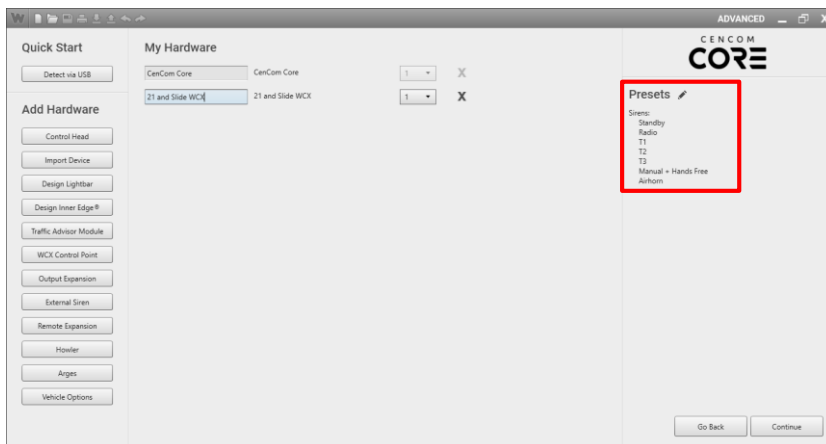 ADVANCED
Quick Start
Detect via USB
Add Hardware
Control Head
Import Device
Design Lightbar
Design Inner Edge®
Traffic Advisor Module
WCX Control Point
Output Expansion
External Siren
Remote Expansion
Howler
Arges
Vehicle Options
My Hardware
CenCom Core CenCom Core 1 X
21 and Slide WCX 21 and Slide WCX 1 X
CENCOM
CORE
Presets
Sirens:
Standby
Radio
T1
T2
T3
Manual + Hands Free
Airhorn
Go Back Continue